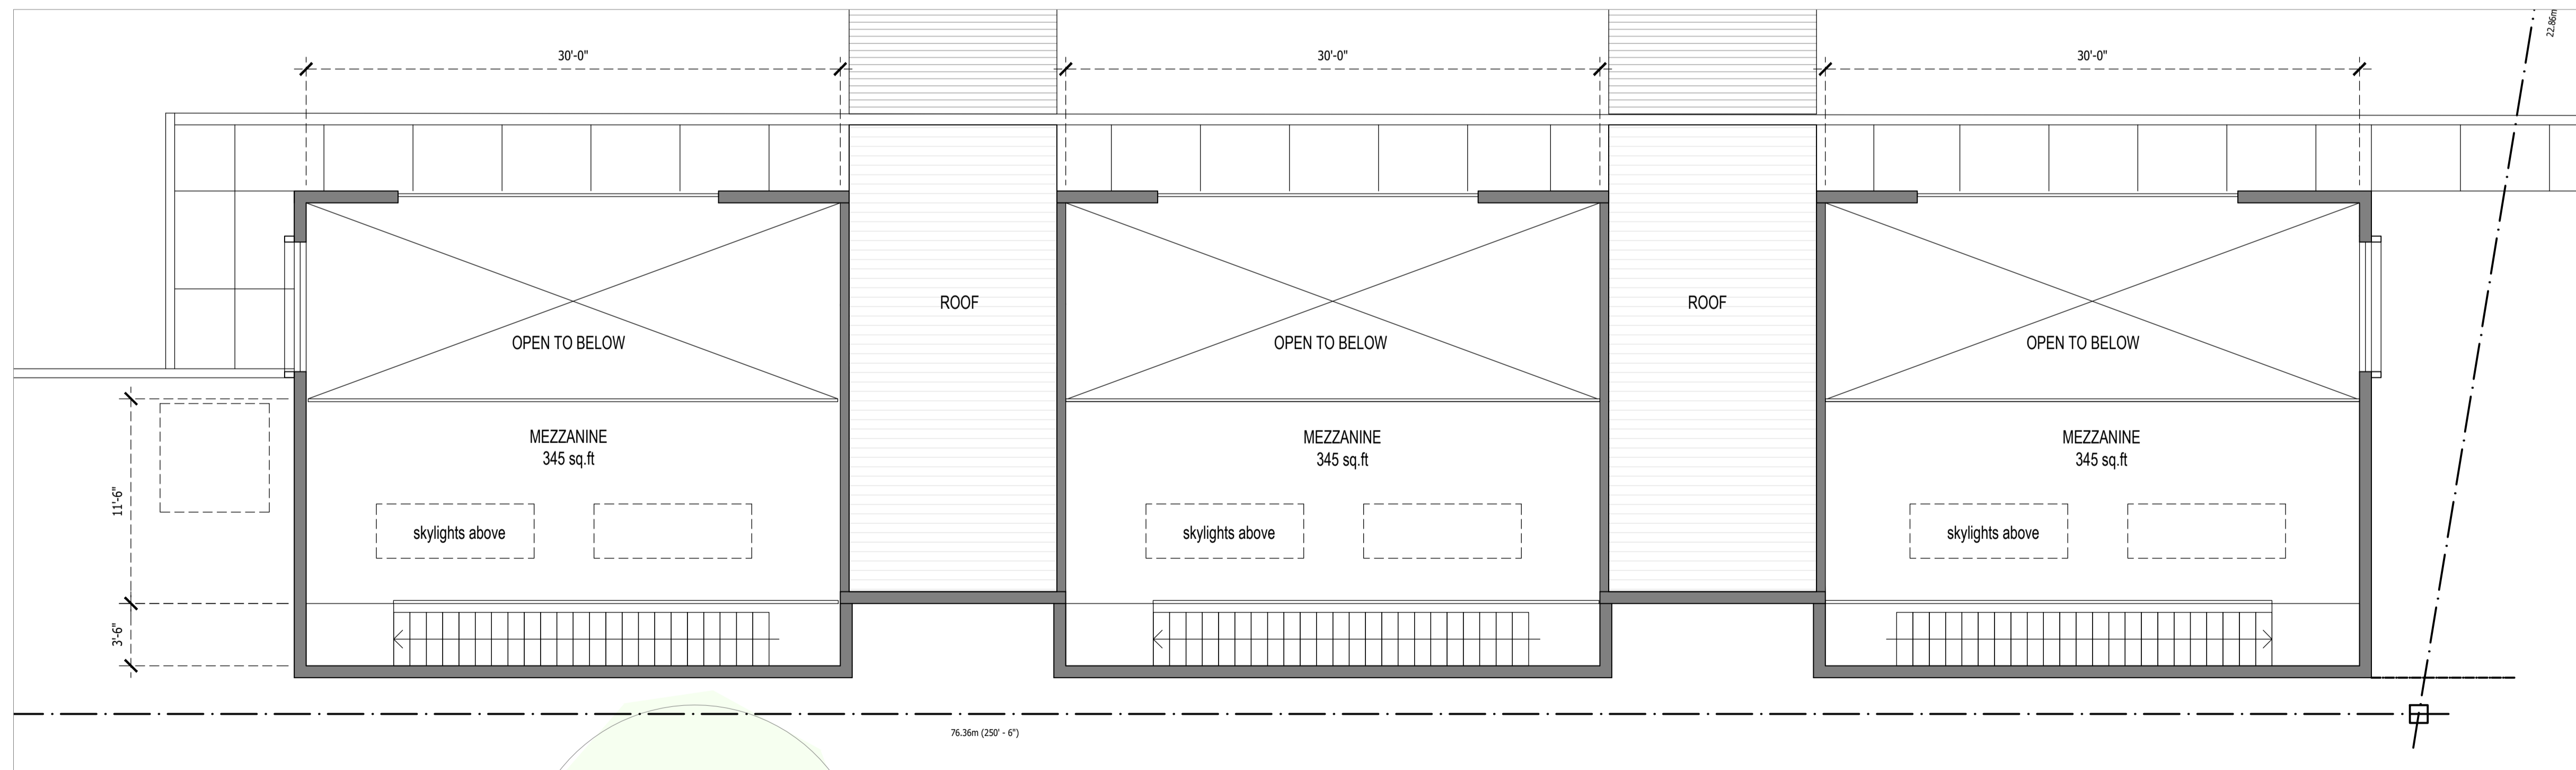 22.86m
30'-0"
30'-0"
30'-0"
ROOF
ROOF
OPEN TO BELOW
OPEN TO BELOW
OPEN TO BELOW
MEZZANINE
345 sq.ft
MEZZANINE
345 sq.ft
MEZZANINE
345 sq.ft
11'-6"
skylights above
skylights above
skylights above
3'-6"
76.36m (250' - 6")